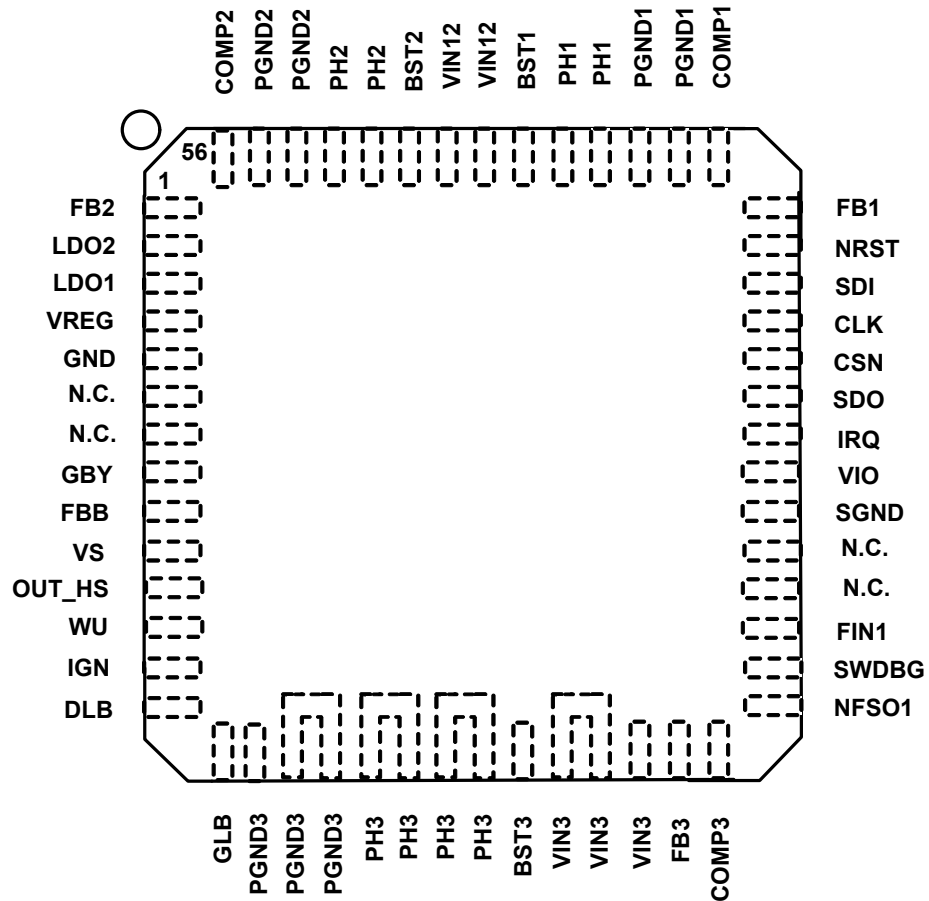 COMP2
PGND2
PGND2
PH2
PH2
BST2
VIN12
VIN12
BST1
PH1
PH1
PGND1
PGND1
COMP1
56
1
FB2
LDO2
LDO1
VREG
GND
N.C.
N.C.
GBY
FBB
VS
OUT_HS
WU
IGN
DLB
FB1
NRST
SDI
CLK
CSN
SDO
IRQ
VIO
SGND
N.C.
N.C.
FIN1
SWDBG
NFSO1
GLB
PGND3
PGND3
PGND3
PH3
PH3
PH3
PH3
BST3
VIN3
VIN3
VIN3
FB3
COMP3